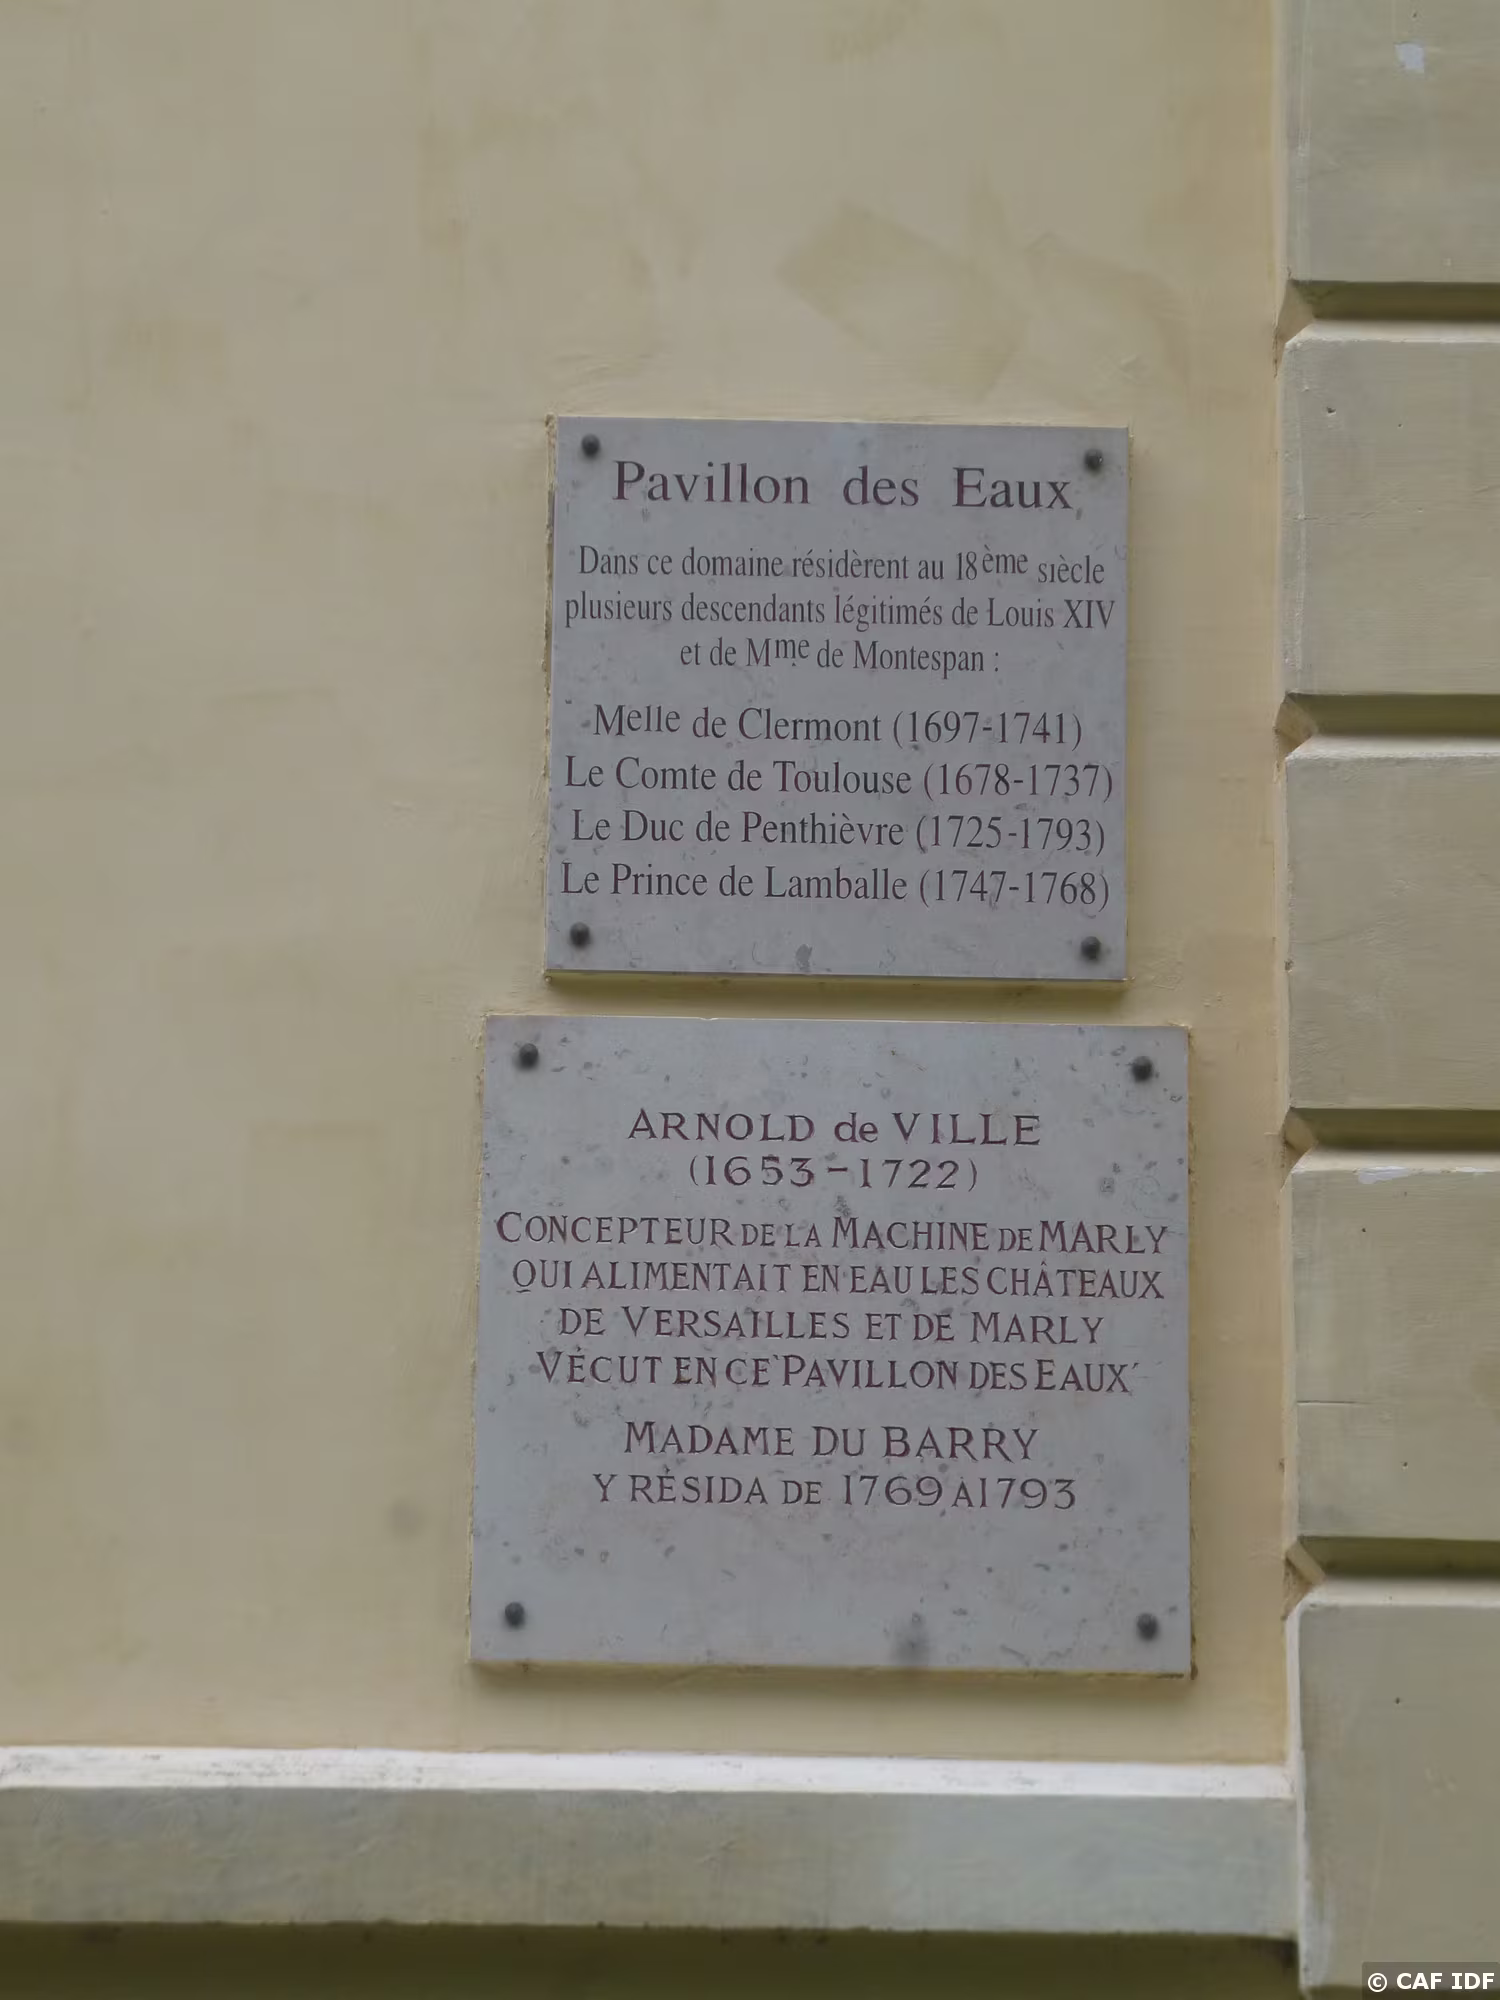 Pavillon des Eaux
Dans ce domaine résidèrent au 18ème siècle
plusieurs descendants légitimés de Louis XIV
et de Mme de Montespan :
Melle de Clermont (1697-1741)
Le Comte de Toulouse (1678-1737)
Le Duc de Penthièvre (1725-1793)
Le Prince de Lamballe (1747-1768)
ARNOLD de VILLE
(1653-1722)
CONCEPTEUR DE LA MACHINE DE MARLY
QUI ALIMENTAIT EN EAU LES CHÂTEAUX
DE VERSAILLES ET DE MARLY
VÉCUT EN CE "PAVILLON DES EAUX"
MADAME DU BARRY
Y RÉSIDA DE 1769 À 1793
© CAF IDF